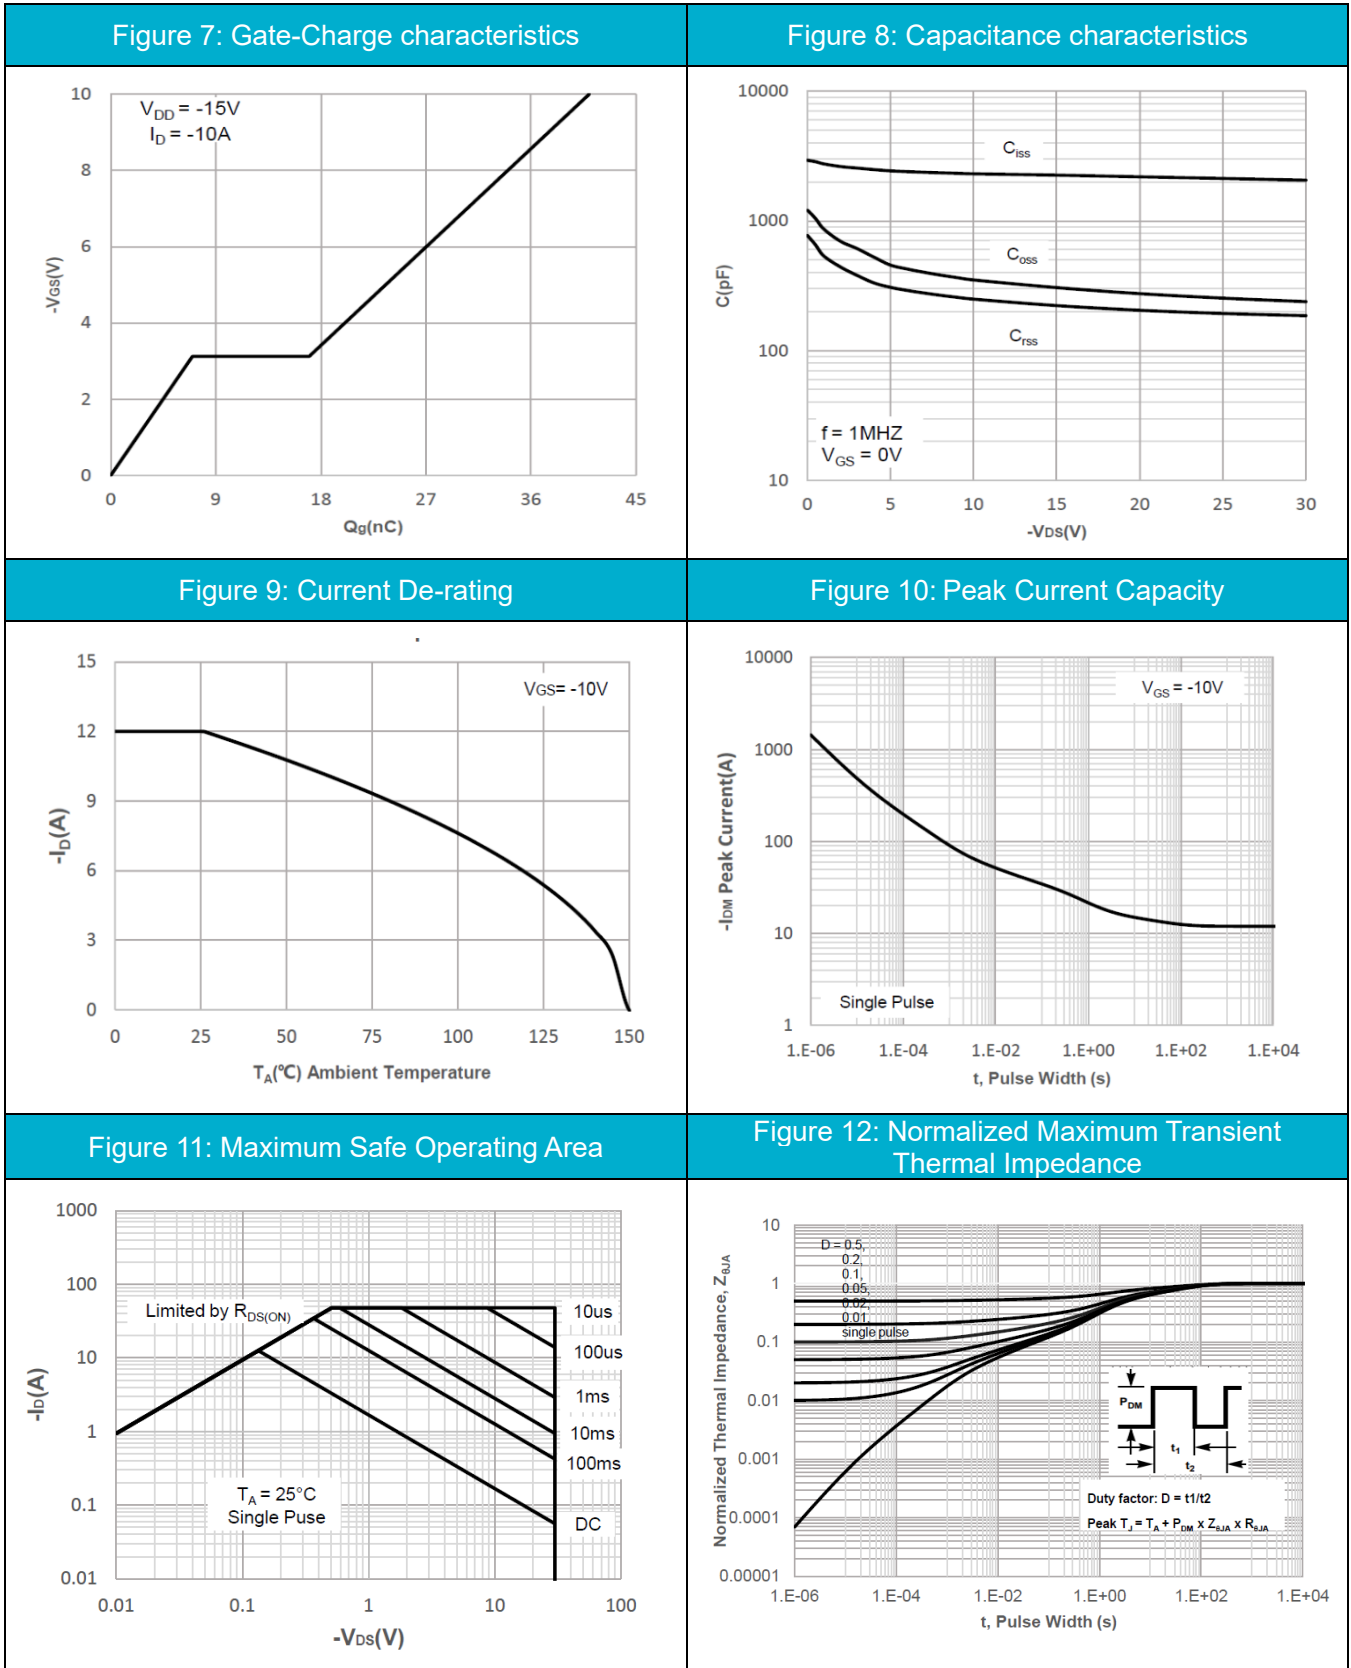 Figure 7: Gate-Charge characteristics
Figure 8: Capacitance characteristics
10
8
6
4
2
0
-VGS(V)
VDD = -15V
ID = -10A
0 9 18 27 36 45
Qg(nC)
10000
1000
100
10
C(pF)
Ciss
Coss
Crss
f = 1MHZ
VGS = 0V
0 5 10 15 20 25 30
-VDS(V)
Figure 9: Current De-rating
Figure 10: Peak Current Capacity
15
12
9
6
3
0
-ID(A)
VGS= -10V
0 25 50 75 100 125 150
TA(℃) Ambient Temperature
10000
1000
100
10
1
-IDM Peak Current(A)
VGS = -10V
Single Pulse
1.E-06 1.E-04 1.E-02 1.E+00 1.E+02 1.E+04
t, Pulse Width (s)
Figure 11: Maximum Safe Operating Area
Figure 12: Normalized Maximum Transient
Thermal Impedance
1000
100
10
1
0.1
0.01
-ID(A)
Limited by RDS(ON)
10us
100us
1ms
10ms
100ms
DC
TA = 25°C
Single Puse
0.01 0.1 1 10 100
-VDS(V)
10
1
0.1
0.01
0.001
0.0001
0.00001
Normalized Thermal Impedance, ZθJA
D = 0.5,
0.2,
0.1,
0.05,
0.02,
0.01,
single pulse
PDM
t1
t2
Duty factor: D = t1/t2
Peak TJ = TA + PDM x ZθJA x RθJA
1.E-06 1.E-04 1.E-02 1.E+00 1.E+02 1.E+04
t, Pulse Width (s)